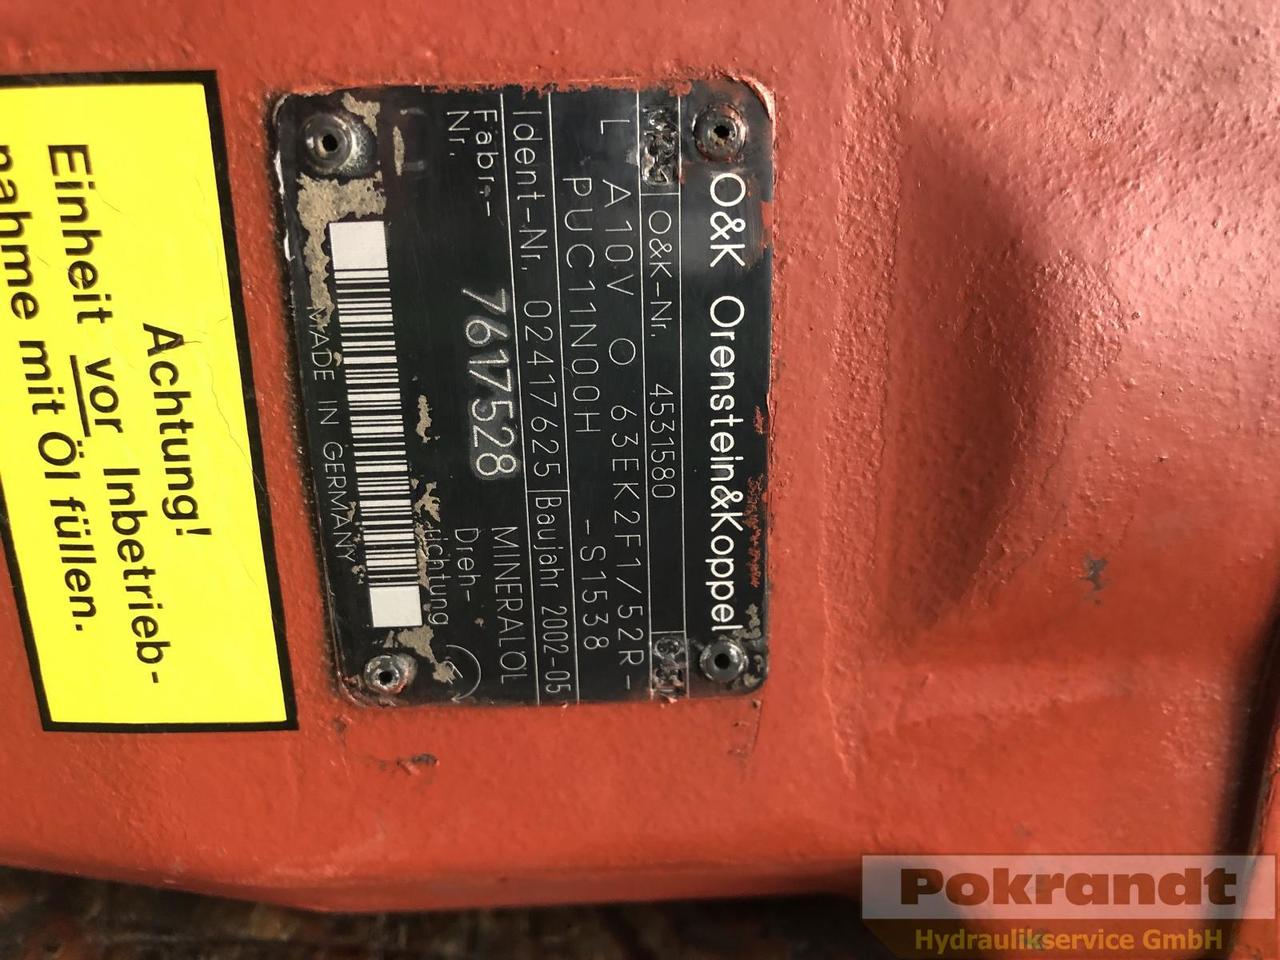 O&K Orenstein&Koppel
O&K-Nr. 4531580
L A10V O 63EK2F1/52R-
PUC11N00H -S1538
Ident-Nr. 02417625 Baujahr 2002-05
Fabr.-
Nr.
7617528
MINERALÖL
Dreh-
richtung
MADE IN GERMANY
Achtung!
Einheit vor Inbetrieb-
nahme mit Öl füllen.
Pokrandt
Hydraulikservice GmbH